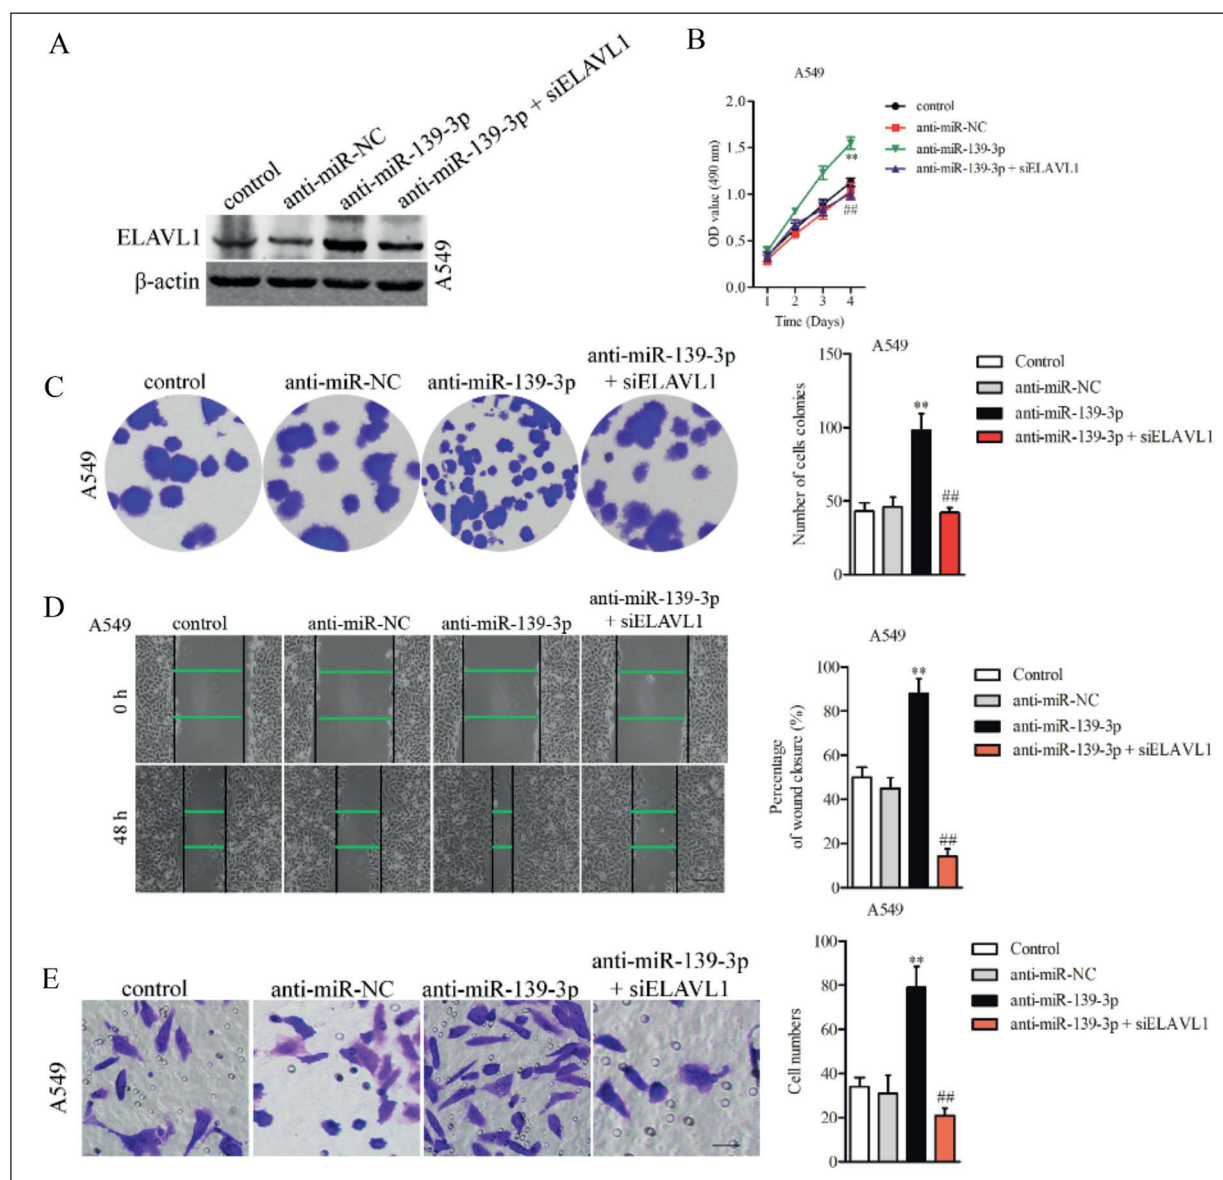 A
control
anti-miR-NC
anti-miR-139-3p
anti-miR-139-3p + siELAVL1
ELAVL1
β-actin
A549
B
A549
OD value (490 nm)
2.0
1.5
1.0
0.5
0.0
**
##
1 2 3 4
Time (Days)
control
anti-miR-NC
anti-miR-139-3p
anti-miR-139-3p + siELAVL1
C
control
anti-miR-NC
anti-miR-139-3p
anti-miR-139-3p
+ siELAVL1
A549
A549
Number of cells colonies
150
100
50
0
**
##
Control
anti-miR-NC
anti-miR-139-3p
anti-miR-139-3p + siELAVL1
D
A549
control
anti-miR-NC
anti-miR-139-3p
anti-miR-139-3p
+ siELAVL1
0 h
48 h
A549
Percentage
of wound closure (%)
100
80
60
40
20
0
**
##
Control
anti-miR-NC
anti-miR-139-3p
anti-miR-139-3p + siELAVL1
E
control
anti-miR-NC
anti-miR-139-3p
anti-miR-139-3p
+ siELAVL1
A549
A549
Cell numbers
100
80
60
40
20
0
**
##
Control
anti-miR-NC
anti-miR-139-3p
anti-miR-139-3p + siELAVL1